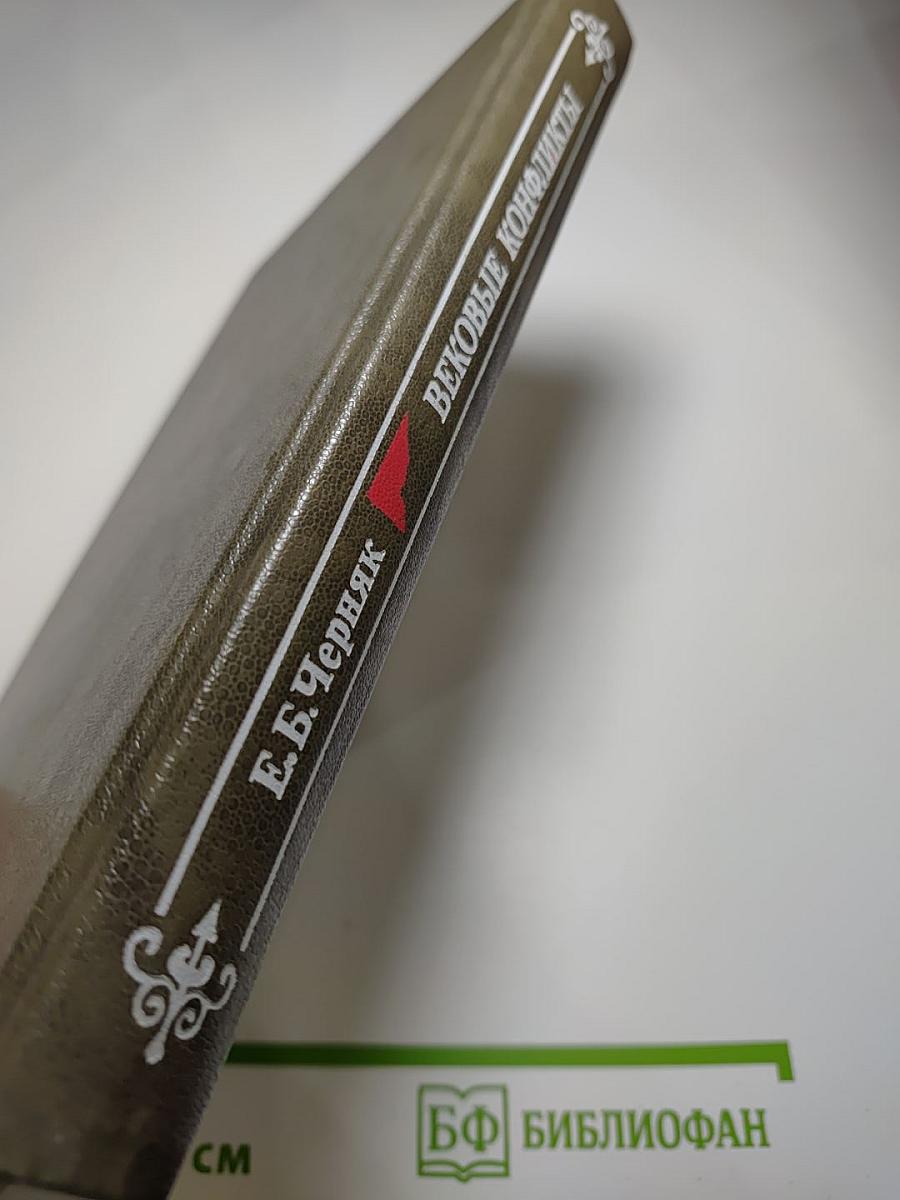 Е. Б. Черняк
ВЕКОВЫЕ КОНФЛИКТЫ
СМ
БФ
БИБЛИОФАН